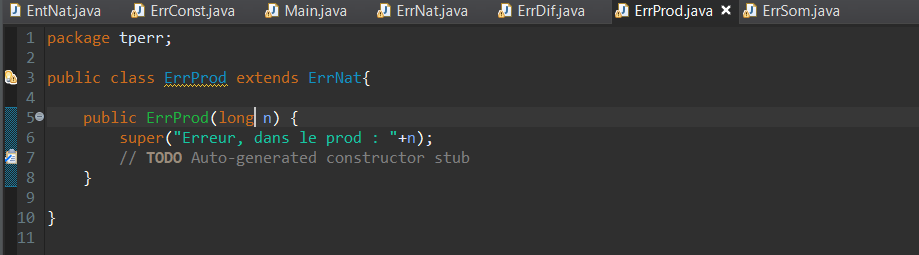 EntNat.java ErrConst.java Main.java ErrNat.java ErrDif.java ErrProd.java ErrSom.java
1 package tperr;
2
3 public class ErrProd extends ErrNat{
4
5 public ErrProd(long n) {
6 super("Erreur, dans le prod : "+n);
7 // TODO Auto-generated constructor stub
8 }
9
10 }
11